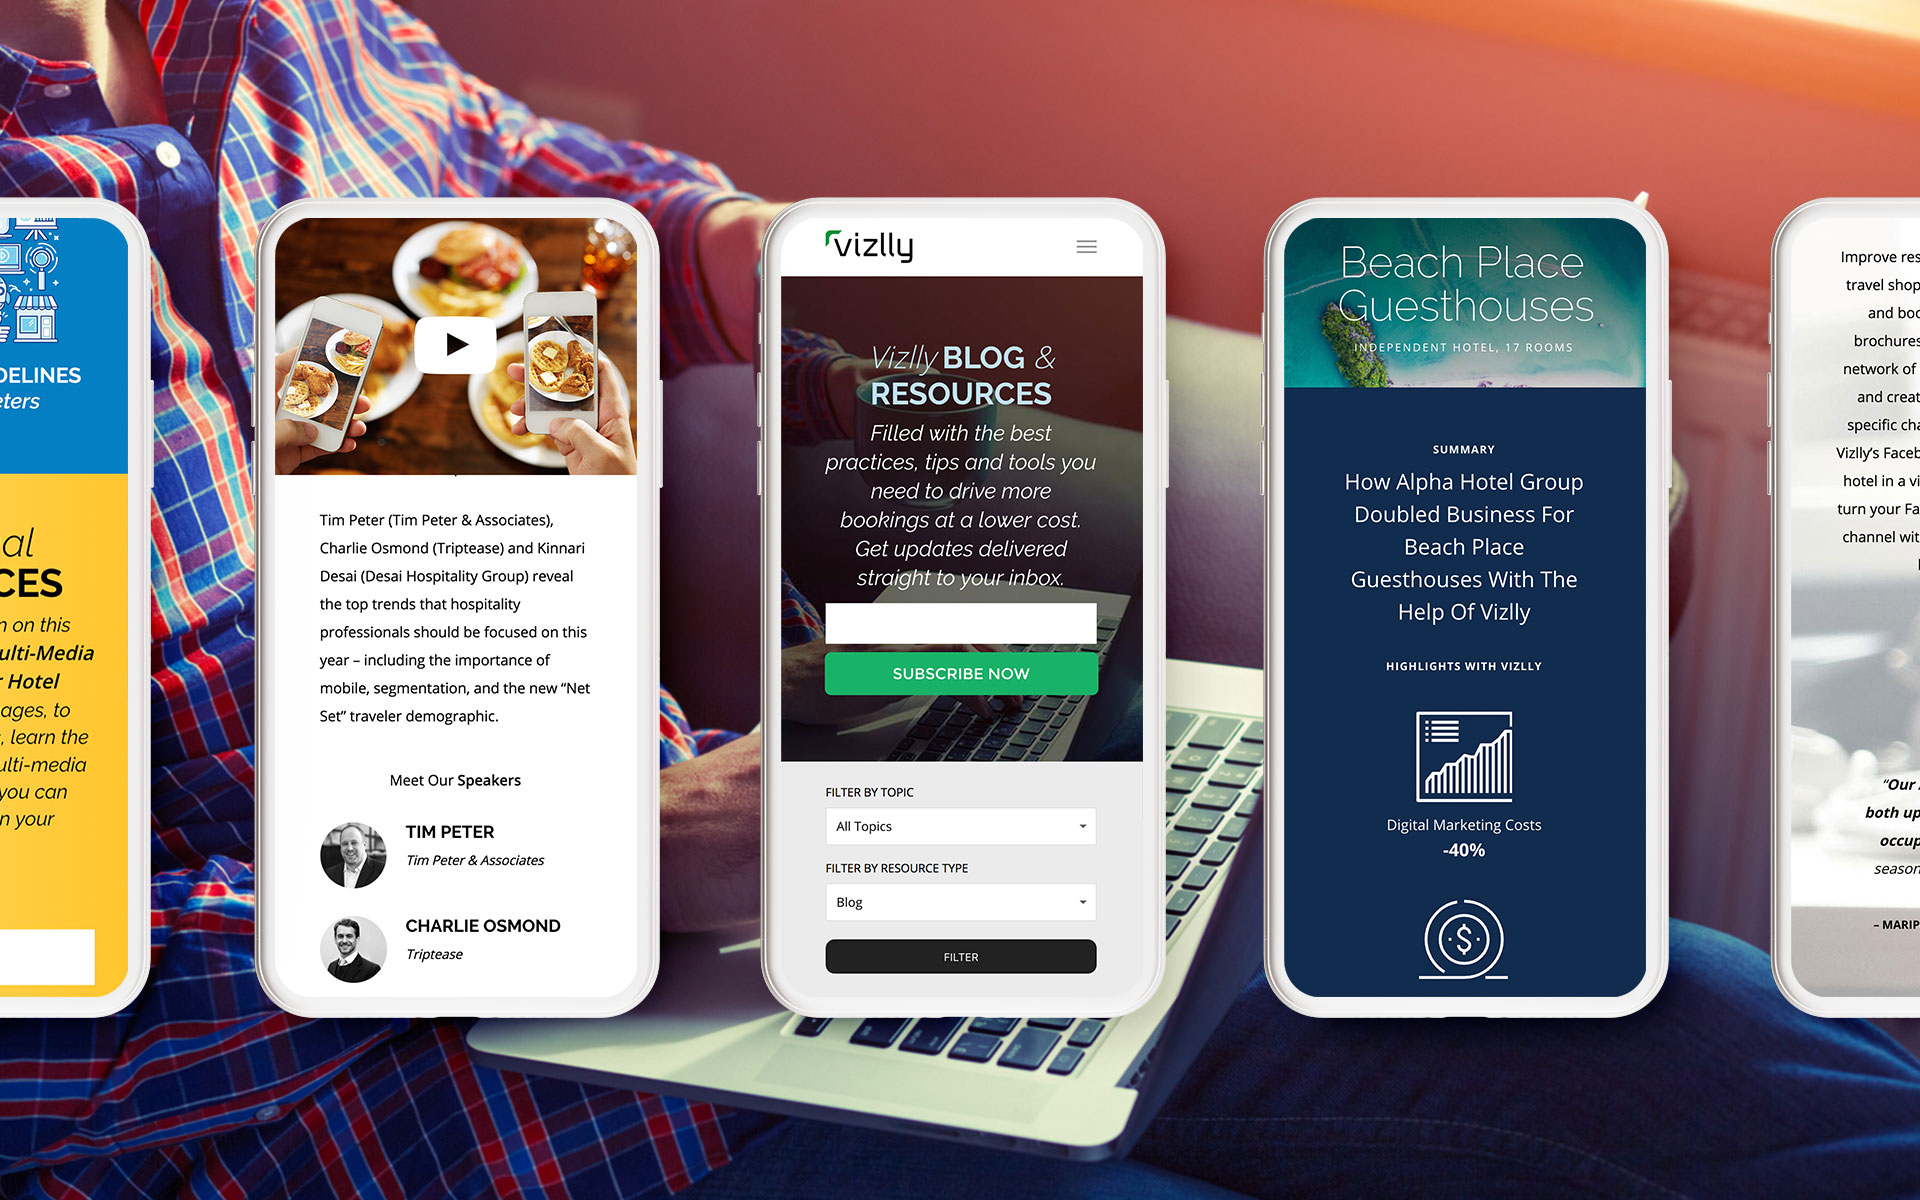 DELINES
eters
al
CES
n on this
ulti-Media
r Hotel
ages, to
, learn the
ulti-media
you can
n your
Tim Peter (Tim Peter & Associates),
Charlie Osmond (Triptease) and Kinnari
Desai (Desai Hospitality Group) reveal
the top trends that hospitality
professionals should be focused on this
year – including the importance of
mobile, segmentation, and the new “Net
Set” traveler demographic.
Meet Our Speakers
TIM PETER
Tim Peter & Associates
CHARLIE OSMOND
Triptease
vizlly
Vizlly BLOG &
RESOURCES
Filled with the best
practices, tips and tools you
need to drive more
bookings at a lower cost.
Get updates delivered
straight to your inbox.
SUBSCRIBE NOW
FILTER BY TOPIC
All Topics
FILTER BY RESOURCE TYPE
Blog
FILTER
Beach Place
Guesthouses
INDEPENDENT HOTEL, 17 ROOMS
SUMMARY
How Alpha Hotel Group
Doubled Business For
Beach Place
Guesthouses With The
Help Of Vizlly
HIGHLIGHTS WITH VIZLLY
Digital Marketing Costs
-40%
$
Improve res
travel shop
and boo
brochures
network of
and creat
specific cha
Vizlly’s Faceb
hotel in a vi
turn your Fa
channel wit
“Our
both up
occup
season
– MARIP